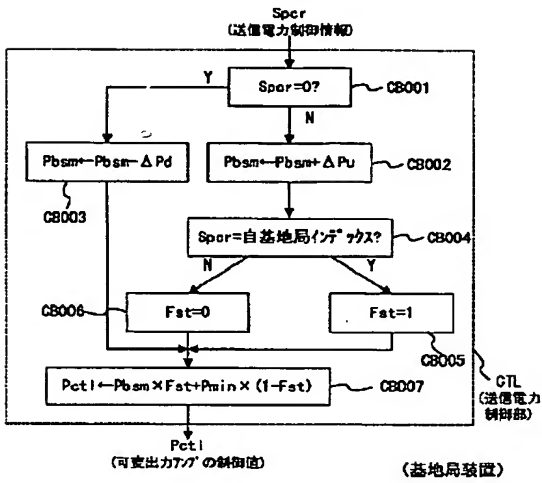 Spcr
(送信電力制御情報)
Y
Spcr=0?
CB001
N
Pbsm←Pbsm-ΔPd
CB003
Pbsm←Pbsm+ΔPu
CB002
Spcr=自基地局インデックス?
CB004
N
Y
CB006
Fst=0
Fst=1
CB005
Pctl←Pbsm×Fst+Pmin×(1-Fst)
CB007
CTL
(送信電力
制御部)
Pctl
(可変出力アンプの制御値)
(基地局装置)